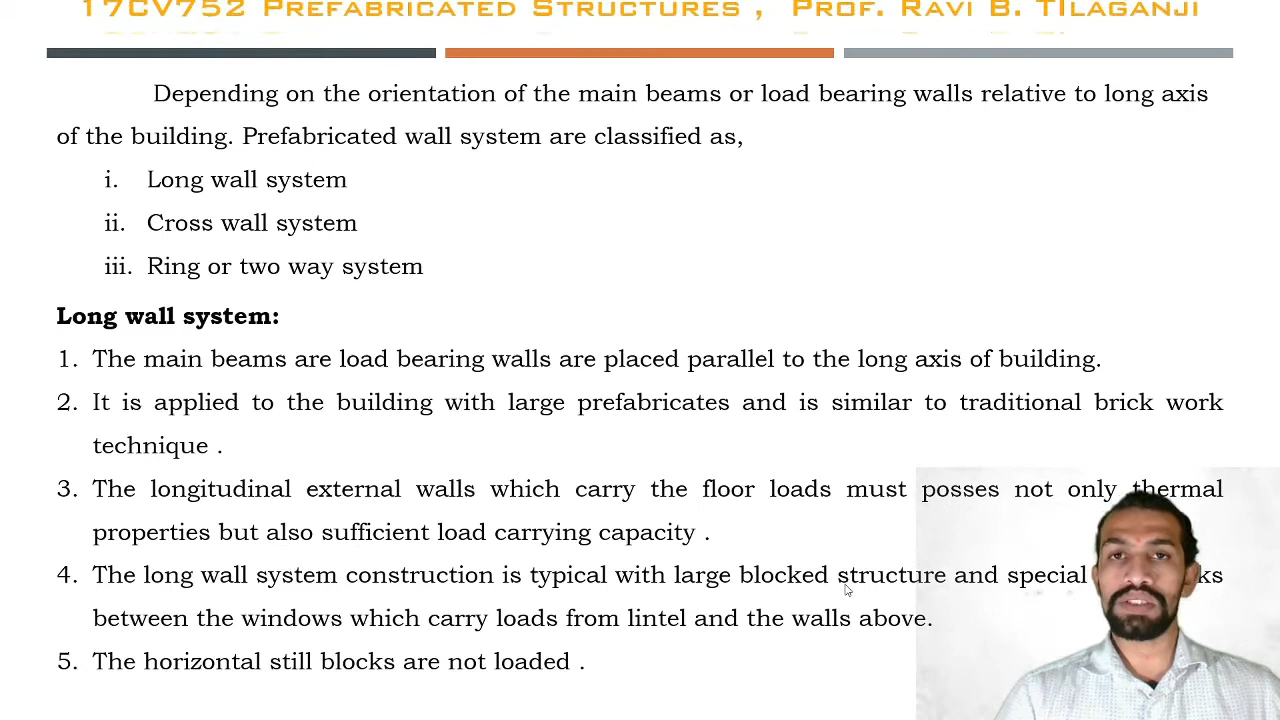 17CV752 Prefabricated Structures , Prof. Ravi B. TIlaganji
Depending on the orientation of the main beams or load bearing walls relative to long axis
of the building. Prefabricated wall system are classified as,
i. Long wall system
ii. Cross wall system
iii. Ring or two way system
Long wall system:
1. The main beams are load bearing walls are placed parallel to the long axis of building.
2. It is applied to the building with large prefabricates and is similar to traditional brick work
technique .
3. The longitudinal external walls which carry the floor loads must posses not only thermal
properties but also sufficient load carrying capacity .
4. The long wall system construction is typical with large blocked structure and special
between the windows which carry loads from lintel and the walls above.
5. The horizontal still blocks are not loaded .